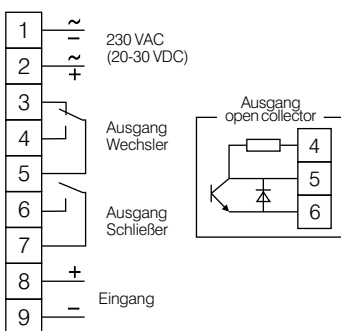 1 ~ –
230 VAC
(20-30 VDC)
2 ~ +
3
4
Ausgang
Wechsler
5
6
Ausgang
Schließer
7
8 +
Eingang
9 –
Ausgang
open collector
4
5
6